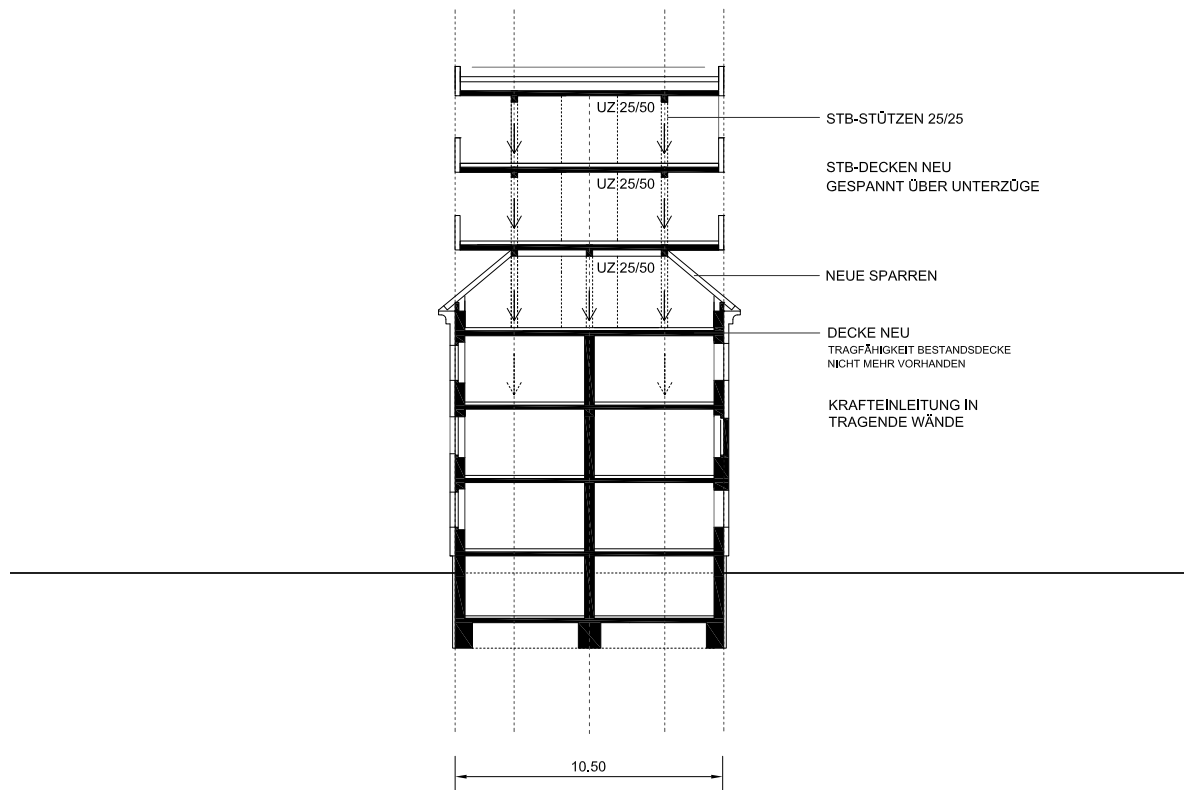 UZ 25/50
STB-STÜTZEN 25/25
STB-DECKEN NEU
GESPANNT ÜBER UNTERZÜGE
UZ 25/50
UZ 25/50
NEUE SPARREN
DECKE NEU
TRAGFÄHIGKEIT BESTANDSDECKE
NICHT MEHR VORHANDEN
KRAFTEINLEITUNG IN
TRAGENDE WÄNDE
10.50